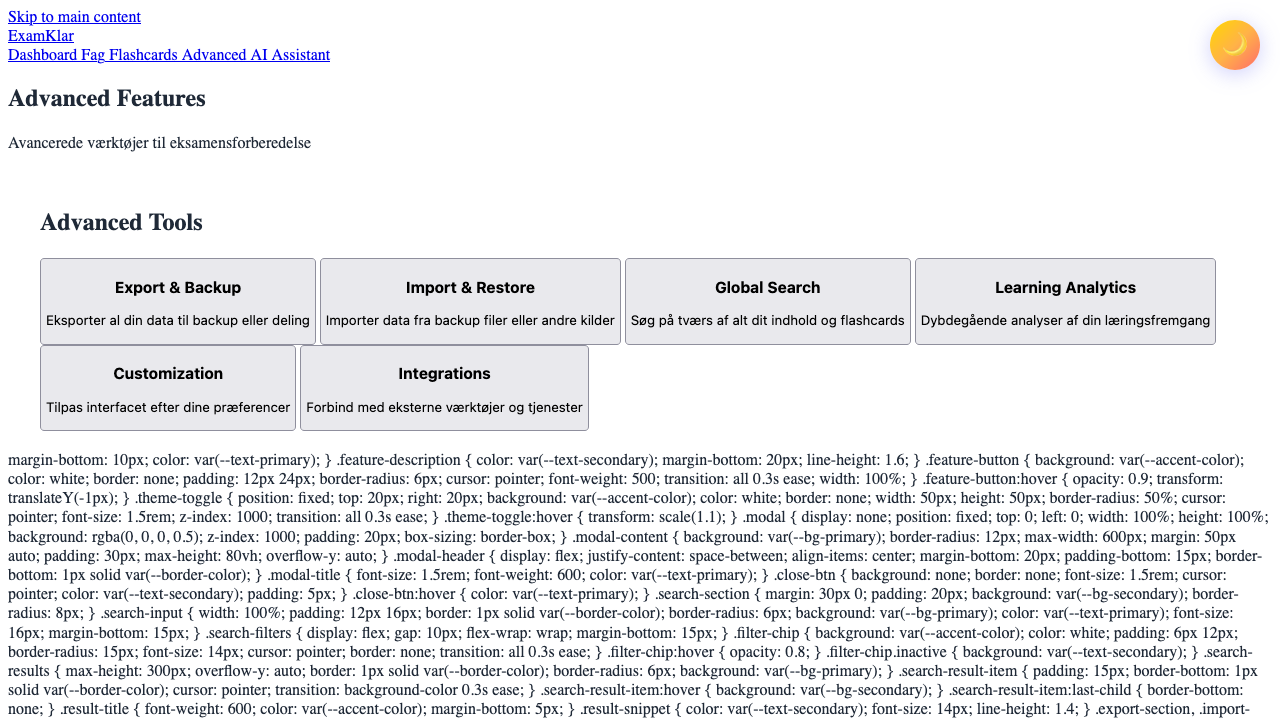 Skip to main content
ExamKlar
Dashboard Fag Flashcards Advanced AI Assistant
Advanced Features
Avancerede værktøjer til eksamensforberedelse
Advanced Tools
Export & Backup
Eksporter al din data til backup eller deling
Import & Restore
Importer data fra backup filer eller andre kilder
Global Search
Søg på tværs af alt dit indhold og flashcards
Learning Analytics
Dybdegående analyser af din læringsfremgang
Customization
Tilpas interfacet efter dine præferencer
Integrations
Forbind med eksterne værktøjer og tjenester
margin-bottom: 10px; color: var(--text-primary); } .feature-description { color: var(--text-secondary); margin-bottom: 20px; line-height: 1.6; } .feature-button { background: var(--accent-color);
color: white; border: none; padding: 12px 24px; border-radius: 6px; cursor: pointer; font-weight: 500; transition: all 0.3s ease; width: 100%; } .feature-button:hover { opacity: 0.9; transform:
translateY(-1px); } .theme-toggle { position: fixed; top: 20px; right: 20px; background: var(--accent-color); color: white; border: none; width: 50px; height: 50px; border-radius: 50%; cursor:
pointer; font-size: 1.5rem; z-index: 1000; transition: all 0.3s ease; } .theme-toggle:hover { transform: scale(1.1); } .modal { display: none; position: fixed; top: 0; left: 0; width: 100%; height: 100%;
background: rgba(0, 0, 0, 0.5); z-index: 1000; padding: 20px; box-sizing: border-box; } .modal-content { background: var(--bg-primary); border-radius: 12px; max-width: 600px; margin: 50px
auto; padding: 30px; max-height: 80vh; overflow-y: auto; } .modal-header { display: flex; justify-content: space-between; align-items: center; margin-bottom: 20px; padding-bottom: 15px; border-
bottom: 1px solid var(--border-color); } .modal-title { font-size: 1.5rem; font-weight: 600; color: var(--text-primary); } .close-btn { background: none; border: none; font-size: 1.5rem; cursor:
pointer; color: var(--text-secondary); padding: 5px; } .close-btn:hover { color: var(--text-primary); } .search-section { margin: 30px 0; padding: 20px; background: var(--bg-secondary); border-
radius: 8px; } .search-input { width: 100%; padding: 12px 16px; border: 1px solid var(--border-color); border-radius: 6px; background: var(--bg-primary); color: var(--text-primary); font-size:
16px; margin-bottom: 15px; } .search-filters { display: flex; gap: 10px; flex-wrap: wrap; margin-bottom: 15px; } .filter-chip { background: var(--accent-color); color: white; padding: 6px 12px;
border-radius: 15px; font-size: 14px; cursor: pointer; border: none; transition: all 0.3s ease; } .filter-chip:hover { opacity: 0.8; } .filter-chip.inactive { background: var(--text-secondary); } .search-
results { max-height: 300px; overflow-y: auto; border: 1px solid var(--border-color); border-radius: 6px; background: var(--bg-primary); } .search-result-item { padding: 15px; border-bottom: 1px
solid var(--border-color); cursor: pointer; transition: background-color 0.3s ease; } .search-result-item:hover { background: var(--bg-secondary); } .search-result-item:last-child { border-bottom:
none; } .result-title { font-weight: 600; color: var(--accent-color); margin-bottom: 5px; } .result-snippet { color: var(--text-secondary); font-size: 14px; line-height: 1.4; } .export-section, .import-